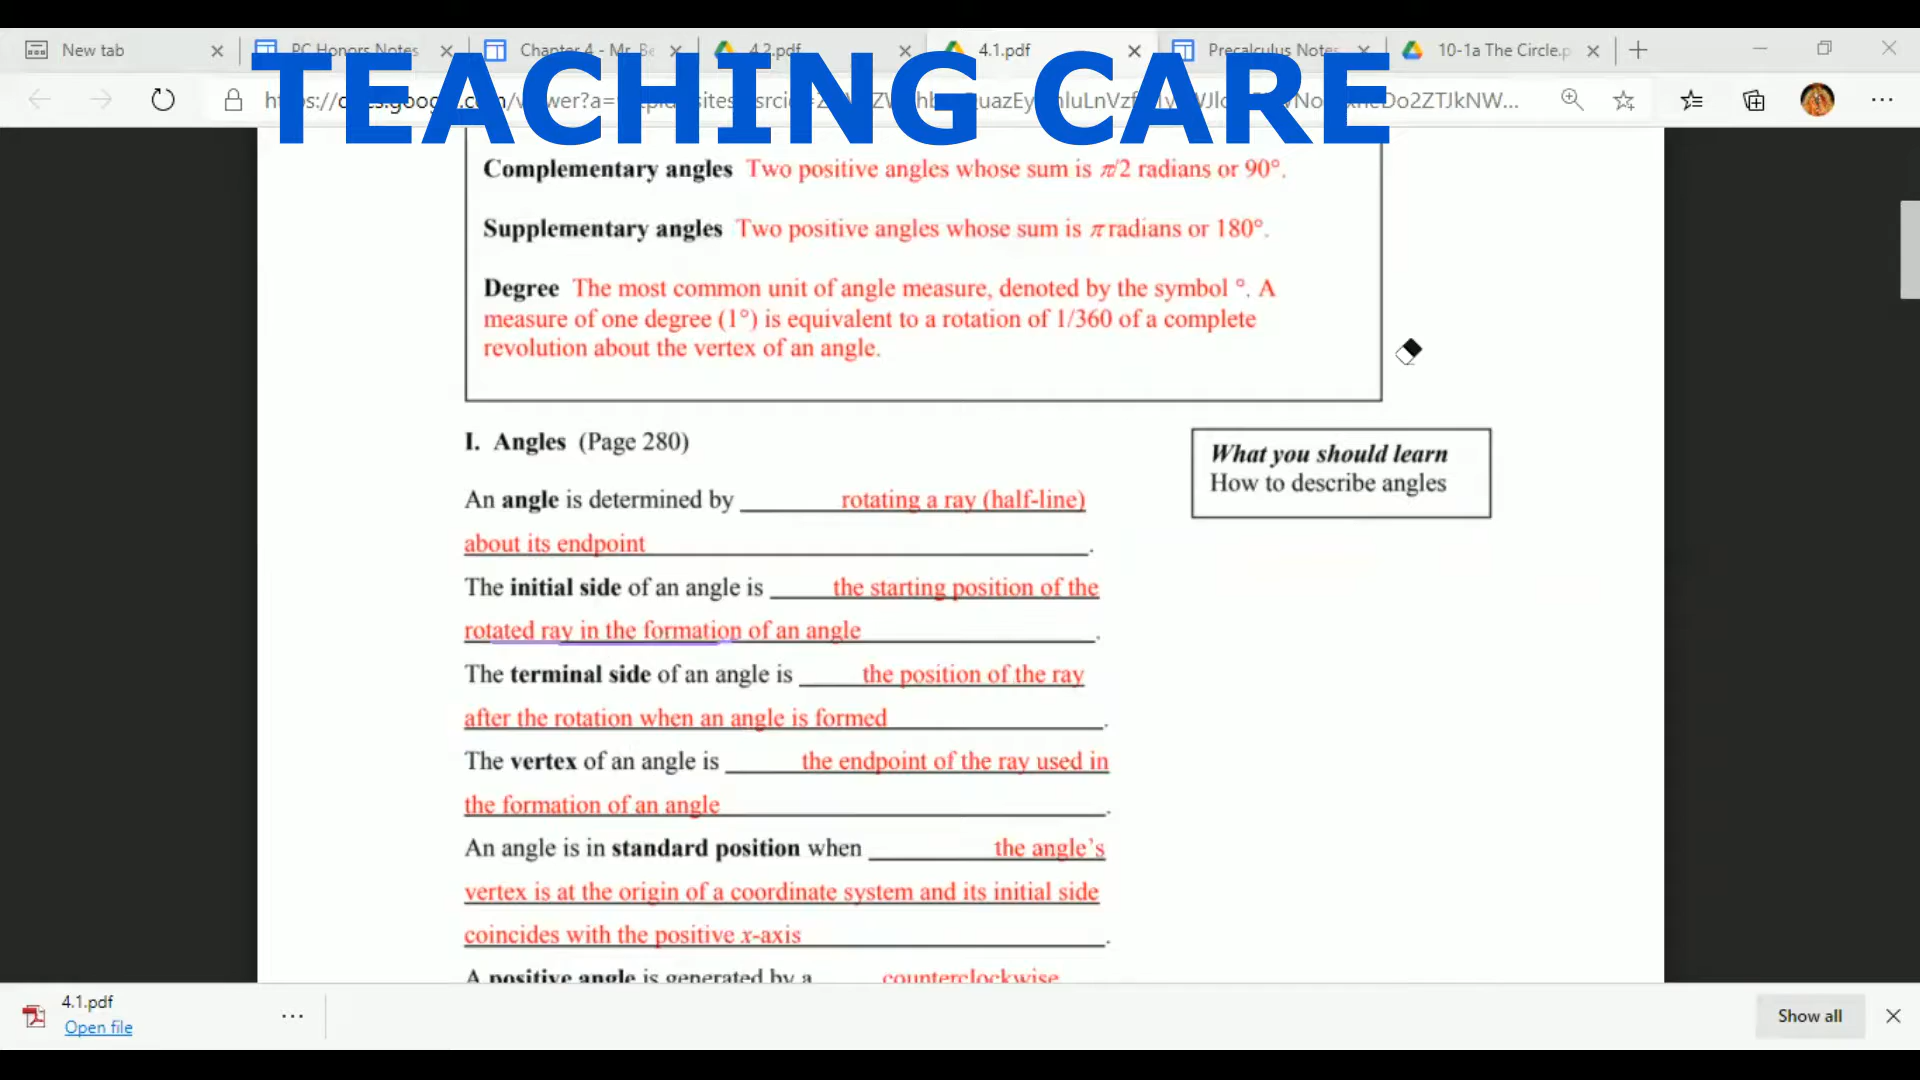 New tab
PC Honors Notes
4.2.pdf
4.1.pdf
Precalculus Notes
10-1a The Circle.p
TEACHING CARE
Complementary angles Two positive angles whose sum is π/2 radians or 90°.
Supplementary angles Two positive angles whose sum is π radians or 180°.
Degree The most common unit of angle measure, denoted by the symbol °. A
measure of one degree (1°) is equivalent to a rotation of 1/360 of a complete
revolution about the vertex of an angle.
I. Angles (Page 280)
What you should learn
How to describe angles
An angle is determined by rotating a ray (half-line)
about its endpoint.
The initial side of an angle is the starting position of the
rotated ray in the formation of an angle.
The terminal side of an angle is the position of the ray
after the rotation when an angle is formed.
The vertex of an angle is the endpoint of the ray used in
the formation of an angle.
An angle is in standard position when the angle's
vertex is at the origin of a coordinate system and its initial side
coincides with the positive x-axis.
A positive angle is generated by a counterclockwise
4.1.pdf
Open file
Show all